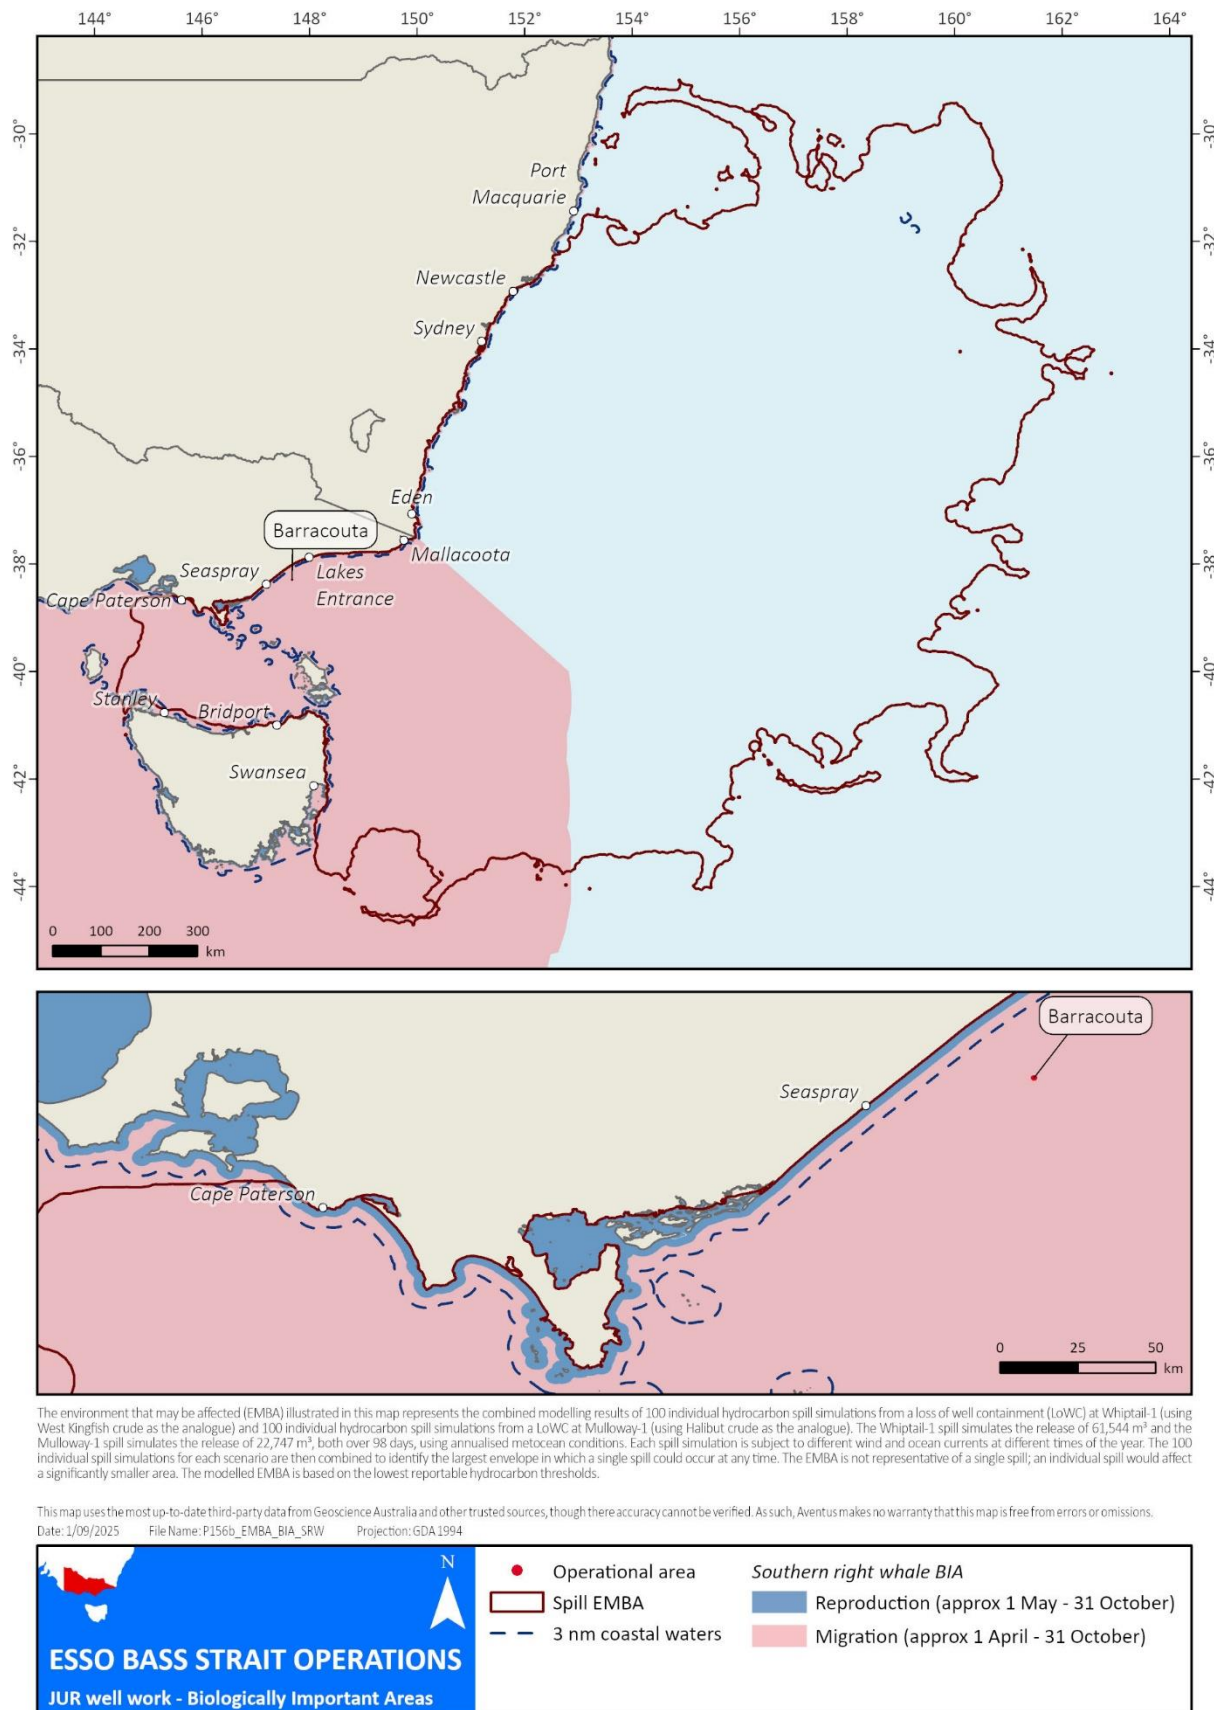 144° 146° 148° 150° 152° 154° 156° 158° 160° 162° 164°
-30° -30°
Port
Macquarie
-32° -32°
Newcastle
Sydney
-34° -34°
-36° -36°
Eden
Barracouta
Mallacoota
-38° -38°
Seaspray
Lakes
Entrance
Cape Paterson
-40° -40°
Stanley
Bridport
Swansea
-42° -42°
-44° -44°
0 100 200 300
km
Barracouta
Seaspray
Cape Paterson
0 25 50
km
The environment that may be affected (EMBA) illustrated in this map represents the combined modelling results of 100 individual hydrocarbon spill simulations from a loss of well containment (LoWC) at Whiptail-1 (using
West Kingfish crude as the analogue) and 100 individual hydrocarbon spill simulations from a LoWC at Mulloway-1 (using Halibut crude as the analogue). The Whiptail-1 spill simulates the release of 61,544 m³ and the
Mulloway-1 spill simulates the release of 22,747 m³, both over 98 days, using annualised metocean conditions. Each spill simulation is subject to different wind and ocean currents at different times of the year. The 100
individual spill simulations for each scenario are then combined to identify the largest envelope in which a single spill could occur at any time. The EMBA is not representative of a single spill; an individual spill would affect
a significantly smaller area. The modelled EMBA is based on the lowest reportable hydrocarbon thresholds.
This map uses the most up-to-date third-party data from Geoscience Australia and other trusted sources, though there accuracy cannot be verified. As such, Aventus makes no warranty that this map is free from errors or omissions.
Date: 1/09/2025 File Name: P156b_EMBA_BIA_SRW Projection: GDA 1994
N
ESSO BASS STRAIT OPERATIONS
JUR well work - Biologically Important Areas
Operational area
Spill EMBA
3 nm coastal waters
Southern right whale BIA
Reproduction (approx 1 May - 31 October)
Migration (approx 1 April - 31 October)